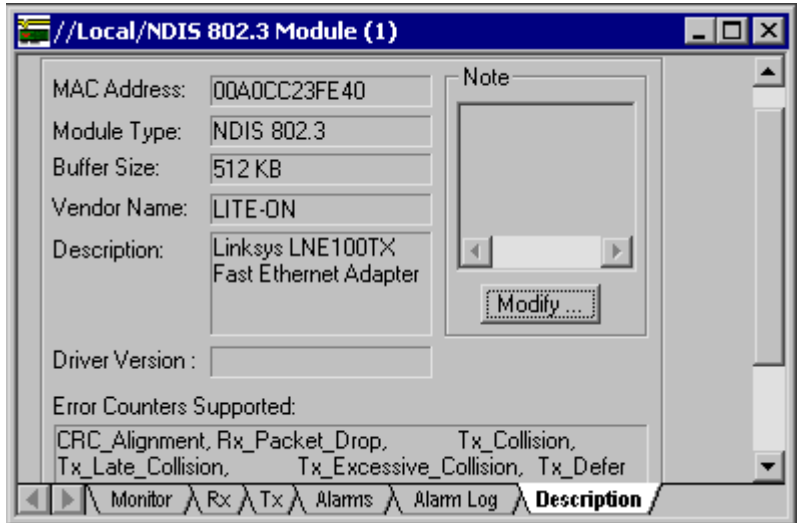 //Local/NDIS 802.3 Module (1)
MAC Address: 00A0CC23FE40
Note
Module Type: NDIS 802.3
Buffer Size: 512 KB
Vendor Name: LITE-ON
Description: Linksys LNE100TX
Fast Ethernet Adapter
Modify ...
Driver Version :
Error Counters Supported:
CRC_Alignment, Rx_Packet_Drop, Tx_Collision,
Tx_Late_Collision, Tx_Excessive_Collision, Tx_Defer
Monitor Rx Tx Alarms Alarm Log Description